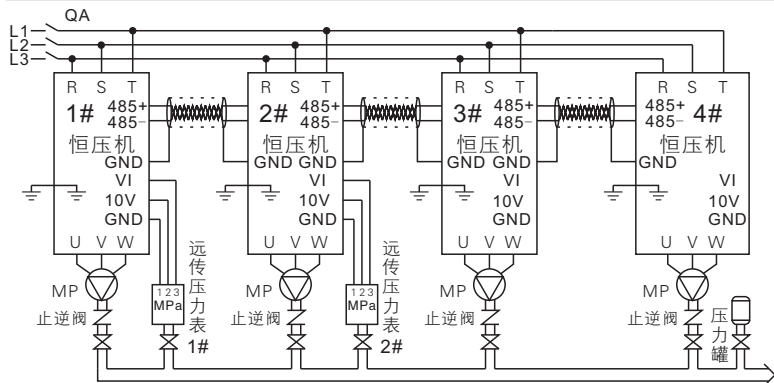 QA
L1
L2
L3
R S T R S T R S T R S T
1# 485+ 2# 485+ 3# 485+ 485+ 4#
485- 485- 485- 485-
恒压机 恒压机 恒压机 恒压机
GND GND GND GND GND GND
VI VI VI VI
10V 10V 10V 10V
GND GND GND GND
U V W U V W U V W U V W
MP MP MP MP
123 123
MPa MPa
远传压力表1#
远传压力表2#
止逆阀 止逆阀 止逆阀 止逆阀
压力罐